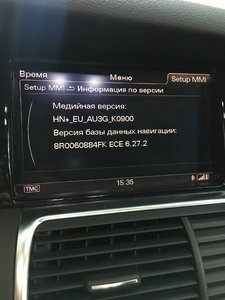 Время Меню Setup MMI
Setup MMI Информация по версии
Медийная версия:
HN+_EU_AU3G_K0900
Версия базы данных навигации:
8R0060884FK ECE 6.27.2
TMC 15:35